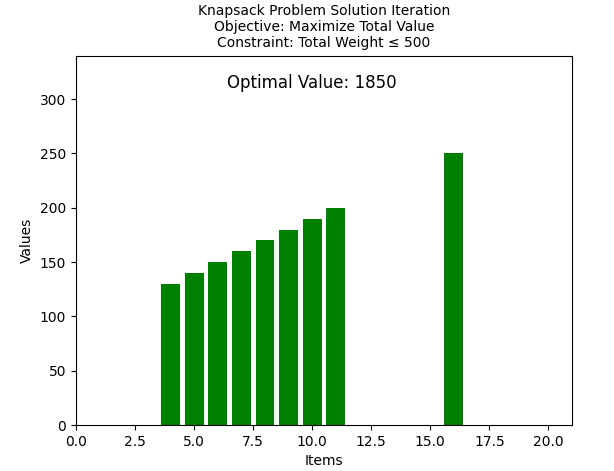 Knapsack Problem Solution Iteration
Objective: Maximize Total Value
Constraint: Total Weight ≤ 500
Optimal Value: 1850
300
250
200
150
100
50
0
Values
0.0 2.5 5.0 7.5 10.0 12.5 15.0 17.5 20.0
Items